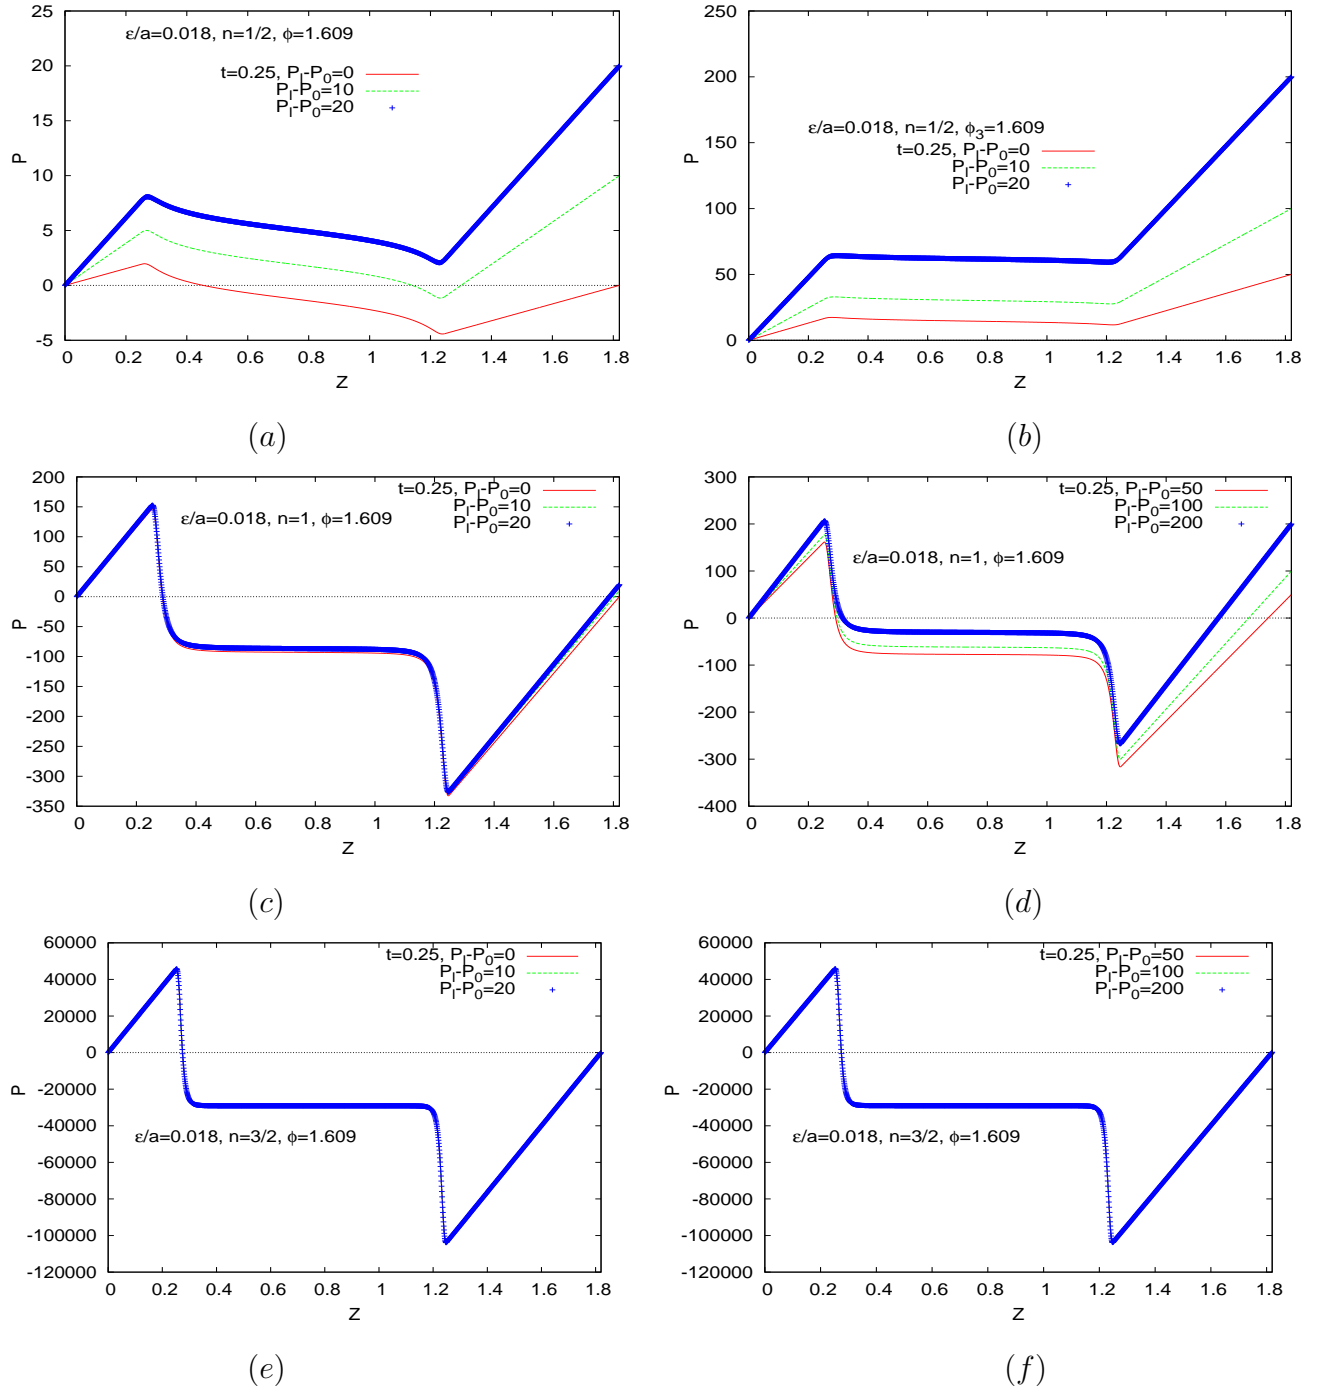 ε/a=0.018, n=1/2, ϕ=1.609
t=0.25, P_l-P_0=0
P_l-P_0=10
P_l-P_0=20
25
20
15
10
5
0
-5
P
0 0.2 0.4 0.6 0.8 1 1.2 1.4 1.6 1.8
Z
(a)
ε/a=0.018, n=1/2, ϕ_3=1.609
t=0.25, P_l-P_0=0
P_l-P_0=10
P_l-P_0=20
250
200
150
100
50
0
P
0 0.2 0.4 0.6 0.8 1 1.2 1.4 1.6 1.8
Z
(b)
t=0.25, P_l-P_0=0
P_l-P_0=10
P_l-P_0=20
ε/a=0.018, n=1, ϕ=1.609
200
150
100
50
0
-50
-100
-150
-200
-250
-300
-350
P
0 0.2 0.4 0.6 0.8 1 1.2 1.4 1.6 1.8
Z
(c)
t=0.25, P_l-P_0=50
P_l-P_0=100
P_l-P_0=200
ε/a=0.018, n=1, ϕ=1.609
300
200
100
0
-100
-200
-300
-400
P
0 0.2 0.4 0.6 0.8 1 1.2 1.4 1.6 1.8
Z
(d)
t=0.25, P_l-P_0=0
P_l-P_0=10
P_l-P_0=20
ε/a=0.018, n=3/2, ϕ=1.609
60000
40000
20000
0
-20000
-40000
-60000
-80000
-100000
-120000
P
0 0.2 0.4 0.6 0.8 1 1.2 1.4 1.6 1.8
Z
(e)
t=0.25, P_l-P_0=50
P_l-P_0=100
P_l-P_0=200
ε/a=0.018, n=3/2, ϕ=1.609
60000
40000
20000
0
-20000
-40000
-60000
-80000
-100000
-120000
P
0 0.2 0.4 0.6 0.8 1 1.2 1.4 1.6 1.8
Z
(f)